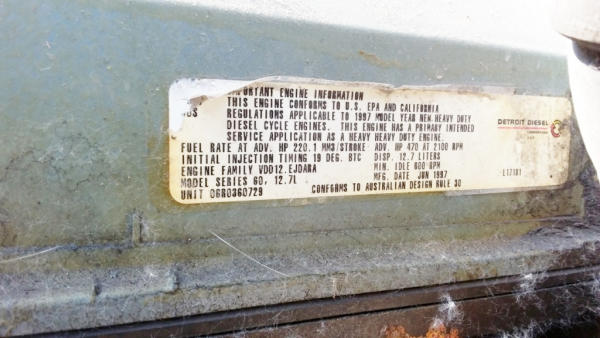 PORTANT ENGINE INFORMATION
THIS ENGINE CONFORMS TO U.S. EPA AND CALIFORNIA
REGULATIONS APPLICABLE TO 1997 MODEL YEAR NEW HEAVY DUTY
DIESEL CYCLE ENGINES. THIS ENGINE HAS A PRIMARY INTENDED
SERVICE APPLICATION AS A HEAVY HEAVY DUTY ENGINE.
FUEL RATE AT ADV. HP 220.1 MM3/STROKE ADV. HP 470 AT 2100 RPM
INITIAL INJECTION TIMING 19 DEG. BTC DISP. 12.7 LITERS
ENGINE FAMILY VDD12.EJDARA MIN. IDLE 600 RPM
MODEL SERIES 60, 12.7L MFG. DATE JUN 1997
UNIT 06R0360729 CONFORMS TO AUSTRALIAN DESIGN RULE 30
DETROIT DIESEL